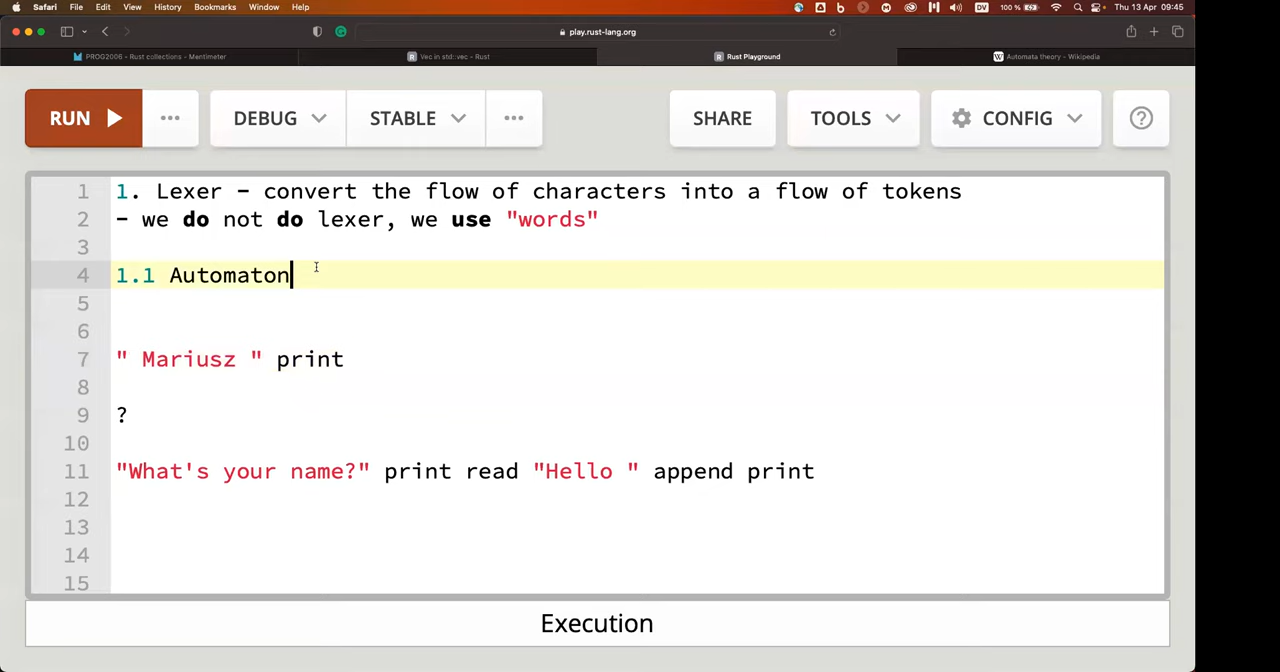 Safari File Edit View History Bookmarks Window Help DV 100 % Thu 13 Apr 09:45
play.rust-lang.org
PROG2006 - Rust collections - Mentimeter Vec in std::vec - Rust Rust Playground Automata theory - Wikipedia
RUN ··· DEBUG STABLE ··· SHARE TOOLS CONFIG ?
1 1. Lexer - convert the flow of characters into a flow of tokens
2 - we do not do lexer, we use "words"
3
4 1.1 Automaton
5
6
7 " Mariusz " print
8
9 ?
10
11 "What's your name?" print read "Hello " append print
12
13
14
15
Execution